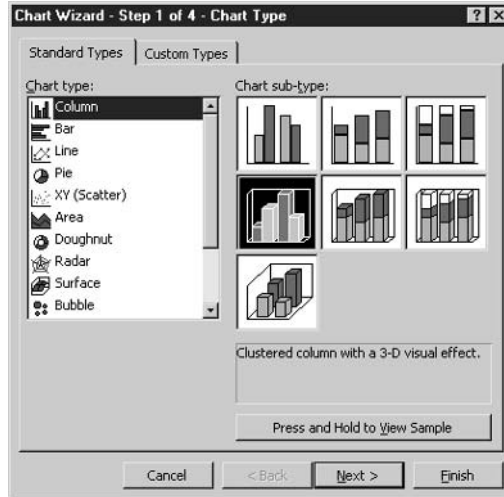 Chart Wizard - Step 1 of 4 - Chart Type
Standard Types
Custom Types
Chart type:
Column
Bar
Line
Pie
XY (Scatter)
Area
Doughnut
Radar
Surface
Bubble
Chart sub-type:
Clustered column with a 3-D visual effect.
Press and Hold to View Sample
Cancel
< Back
Next >
Finish